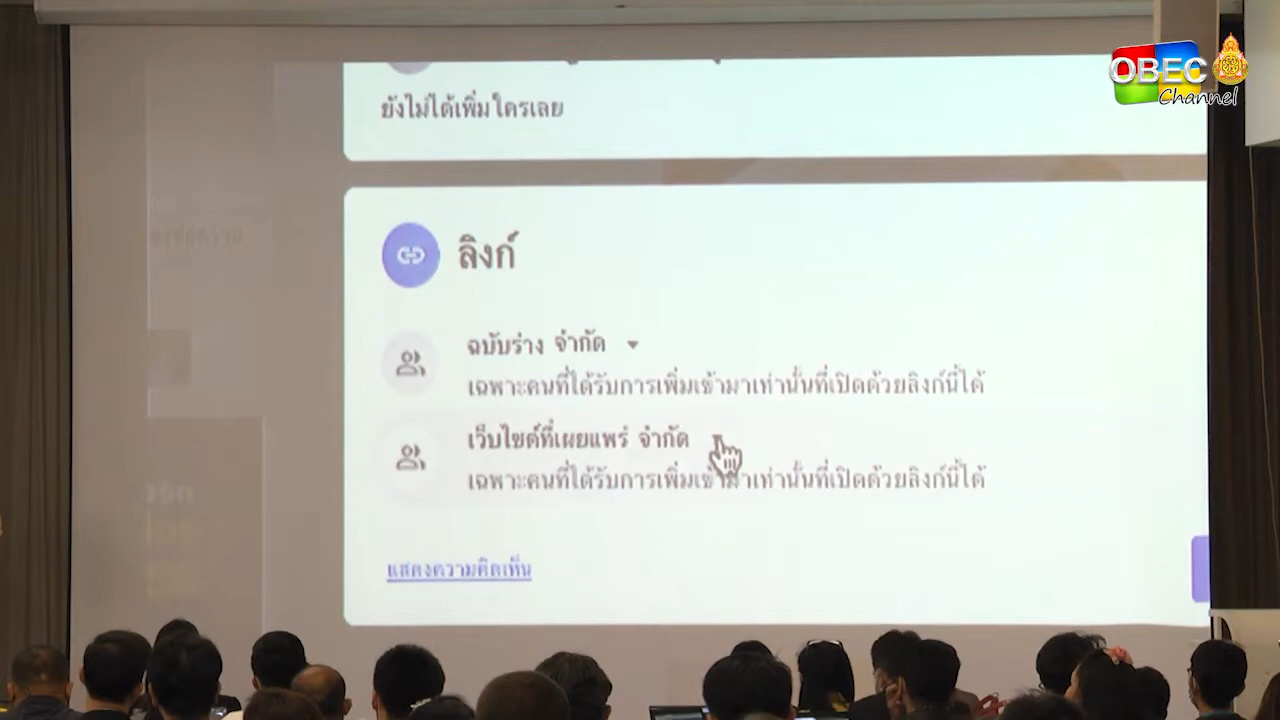 OBEC
Channel
ยังไม่ได้เพิ่มใครเลย
ลิงก์
ฉบับร่าง จำกัด
เฉพาะคนที่ได้รับการเพิ่มเข้ามาเท่านั้นที่เปิดด้วยลิงก์นี้ได้
เว็บไซต์ที่เผยแพร่ จำกัด
เฉพาะคนที่ได้รับการเพิ่มเข้ามาเท่านั้นที่เปิดด้วยลิงก์นี้ได้
แสดงความคิดเห็น